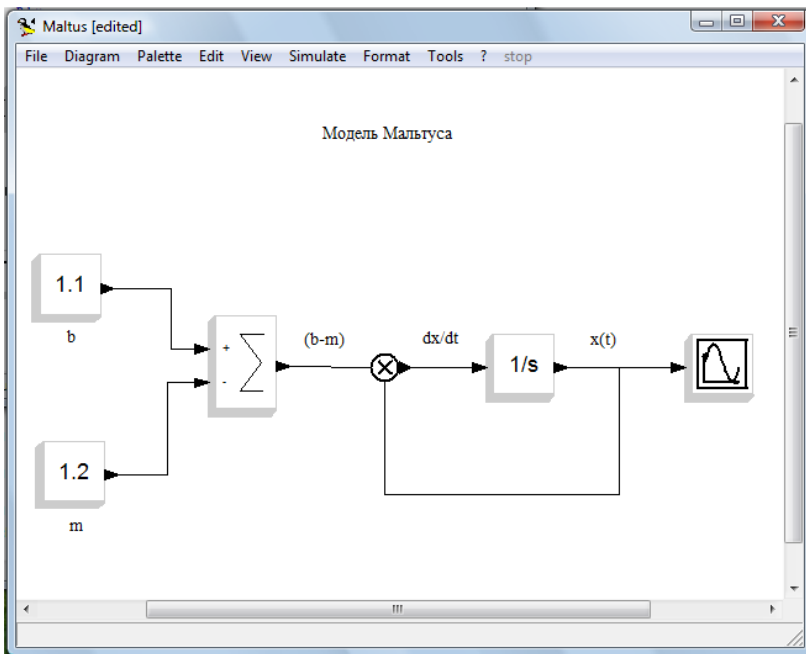 Maltus [edited]
File Diagram Palette Edit View Simulate Format Tools ? stop
Модель Мальтуса
1.1
b
+
-
(b-m)
dx/dt
1/s
x(t)
1.2
m